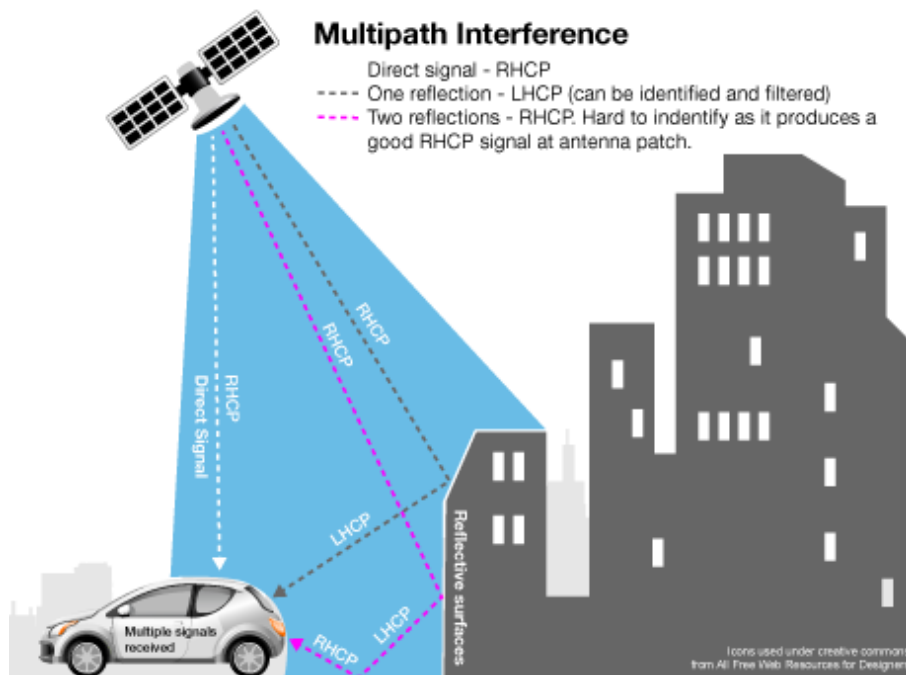 Multipath Interference
Direct signal - RHCP
One reflection - LHCP (can be identified and filtered)
Two reflections - RHCP. Hard to indentify as it produces a
good RHCP signal at antenna patch.
RHCP
RHCP
RHCP
Direct Signal
LHCP
Reflective surfaces
LHCP
RHCP
Multiple signals
received
Icons used under creative commons
from All Free Web Resources for Designers